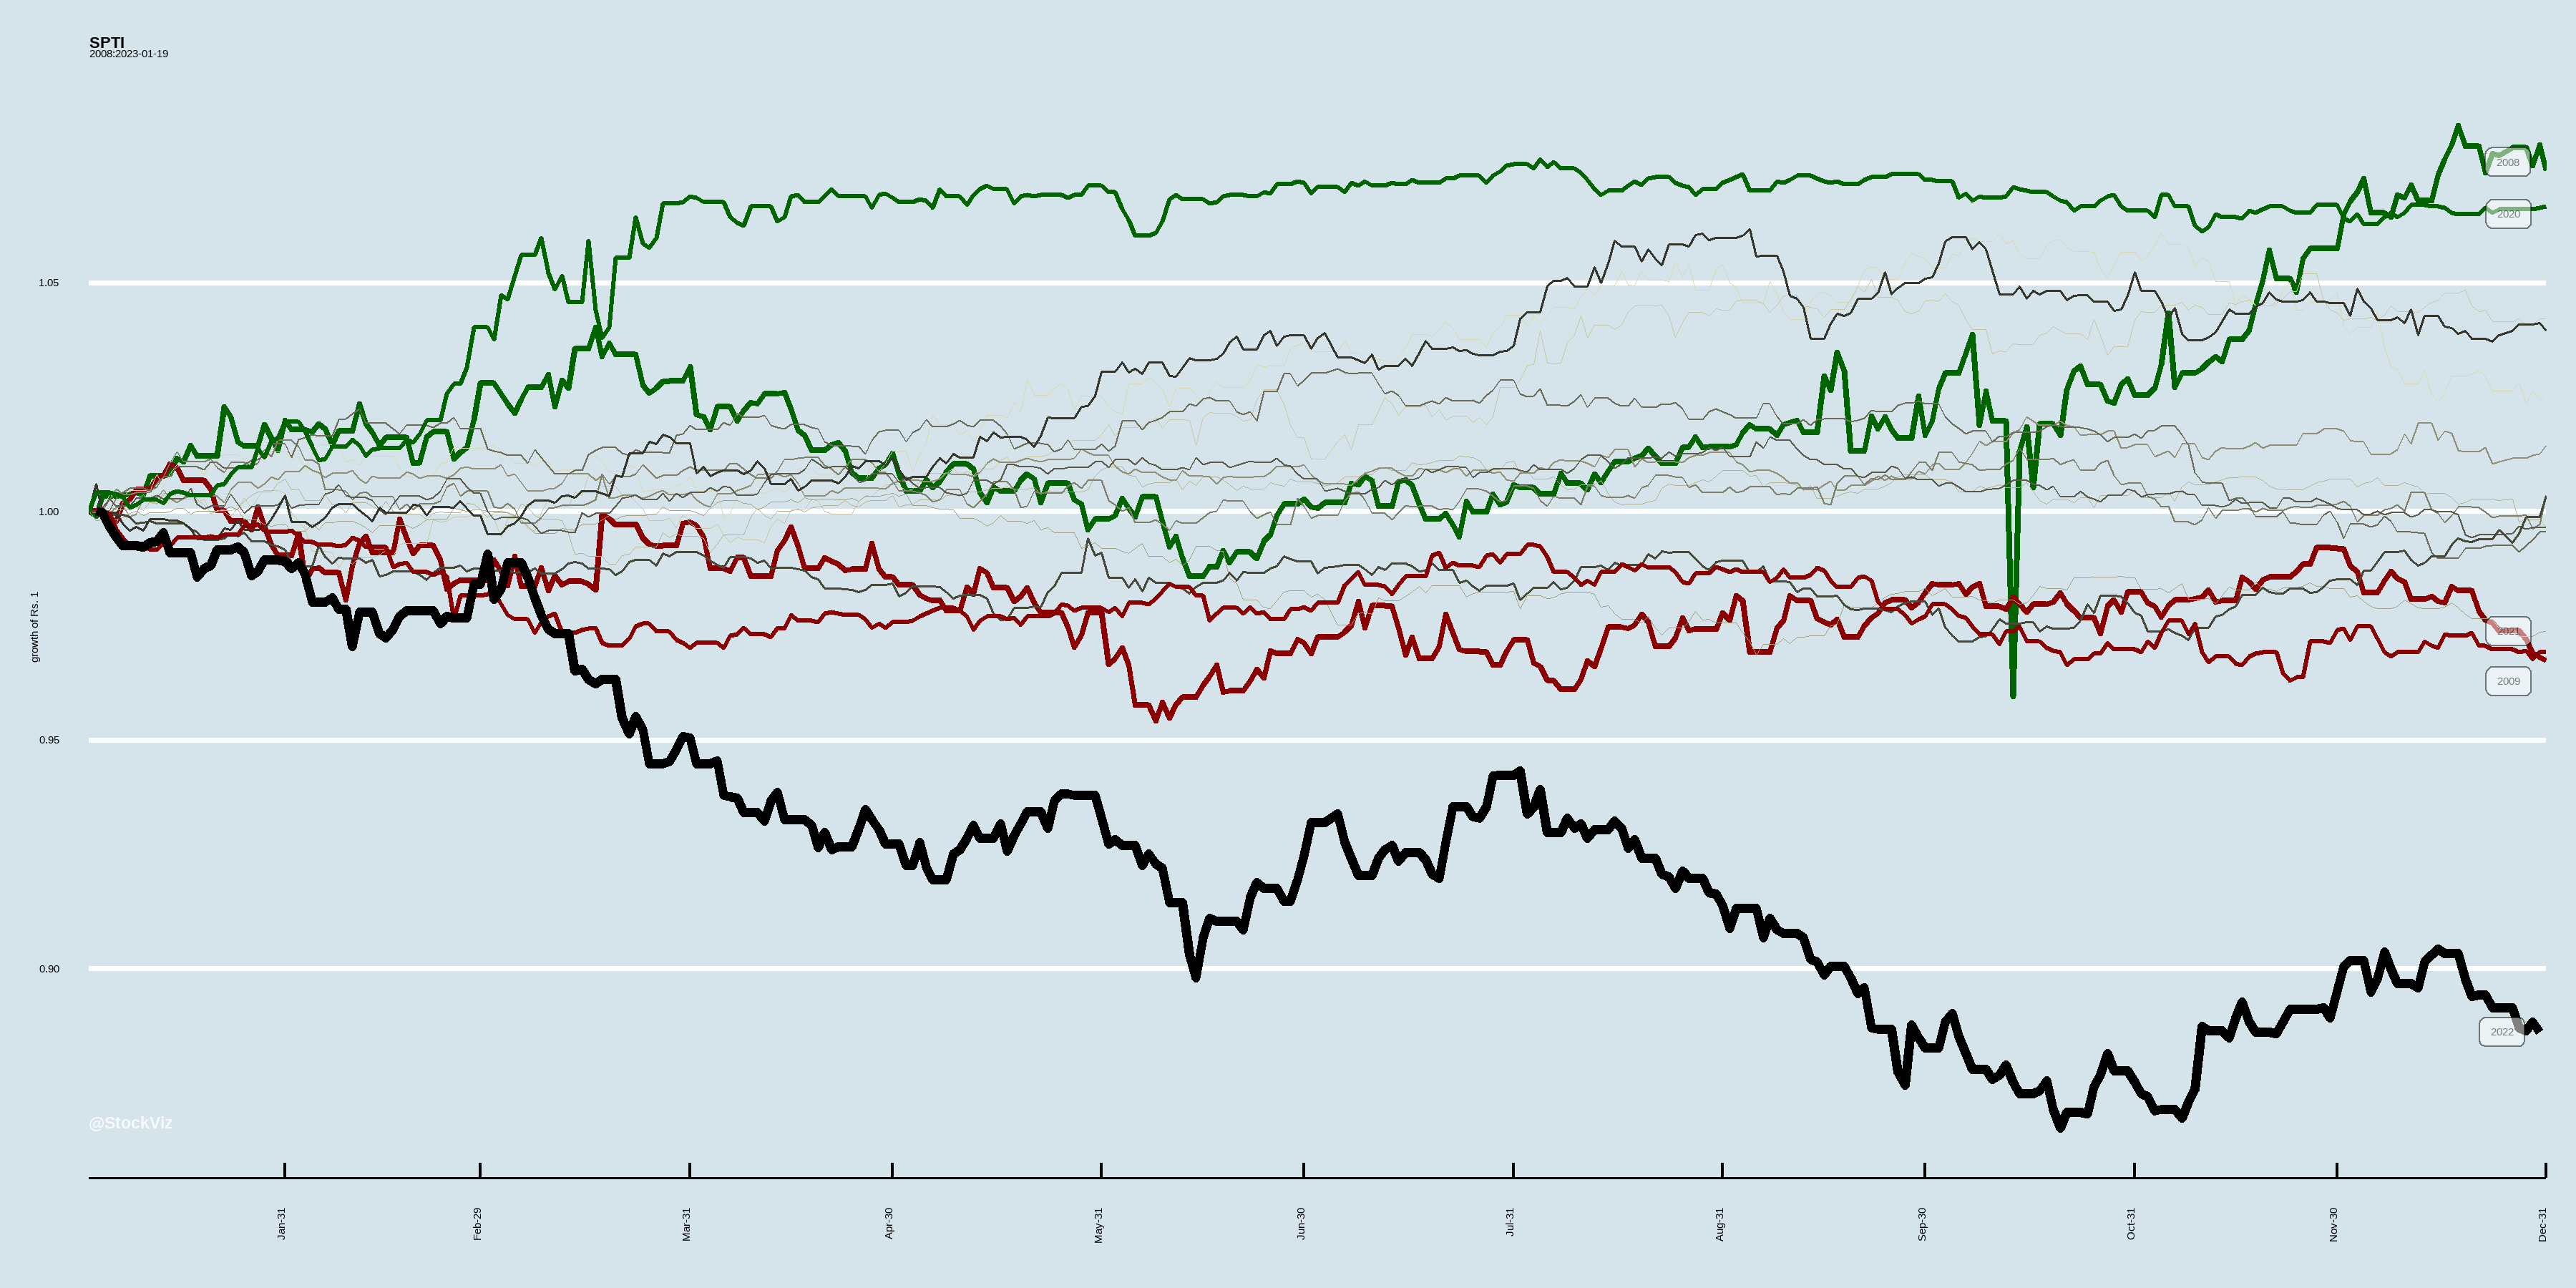 SPTI
2008:2023-01-19
2008
2020
1.05
1.00
growth of Rs. 1
2021
2009
0.95
0.90
2022
@StockViz
Jan-31
Feb-29
Mar-31
Apr-30
May-31
Jun-30
Jul-31
Aug-31
Sep-30
Oct-31
Nov-30
Dec-31